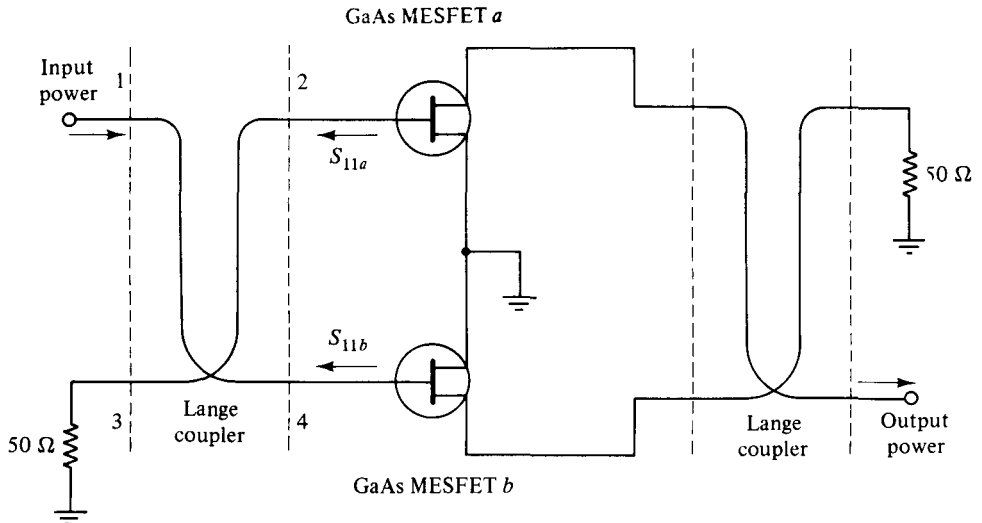 GaAs MESFET a
Input
power
1
2
S11a
50 Ω
S11b
3
Lange
coupler
4
50 Ω
Lange
coupler
Output
power
GaAs MESFET b